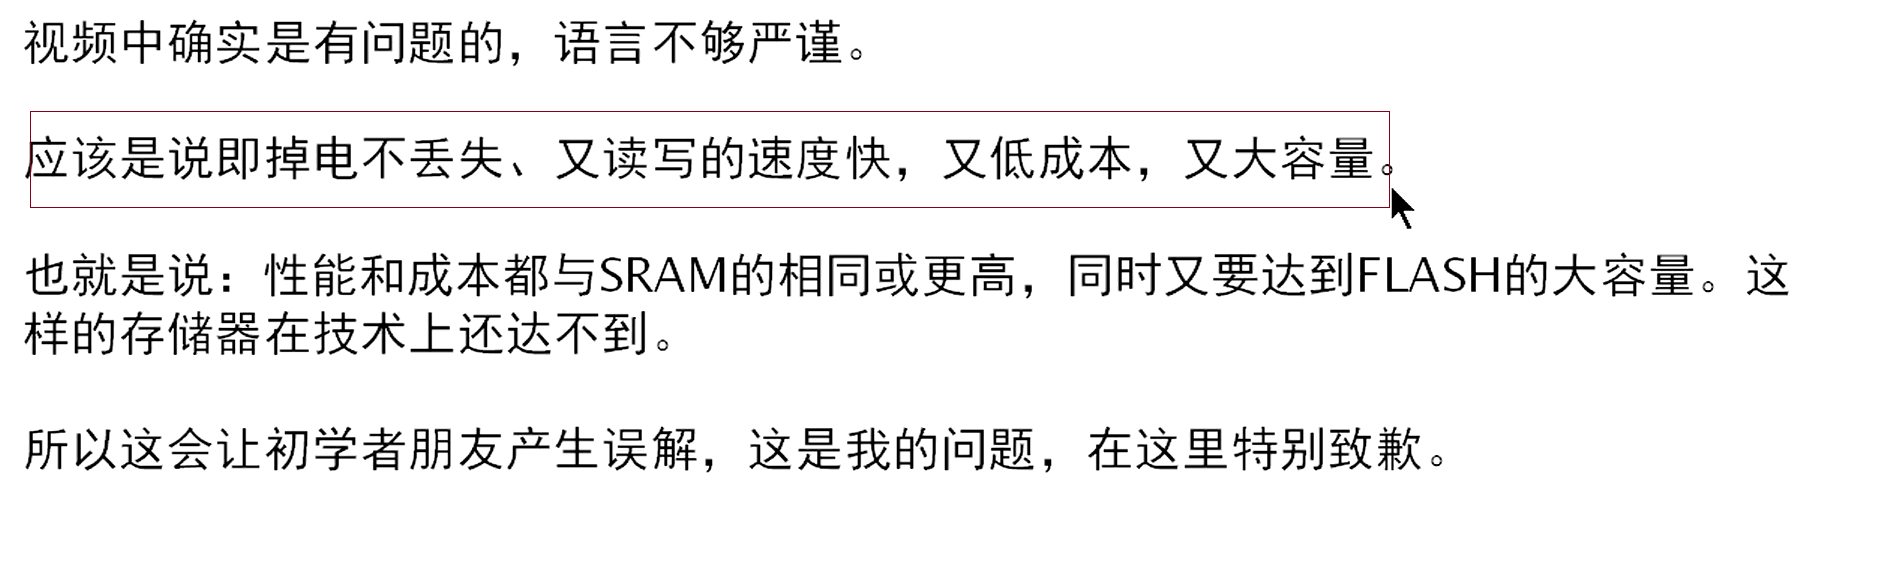 视频中确实是有问题的，语言不够严谨。
应该是说即掉电不丢失、又读写的速度快，又低成本，又大容量。
也就是说：性能和成本都与SRAM的相同或更高，同时又要达到FLASH的大容量。这
样的存储器在技术上还达不到。
所以这会让初学者朋友产生误解，这是我的问题，在这里特别致歉。